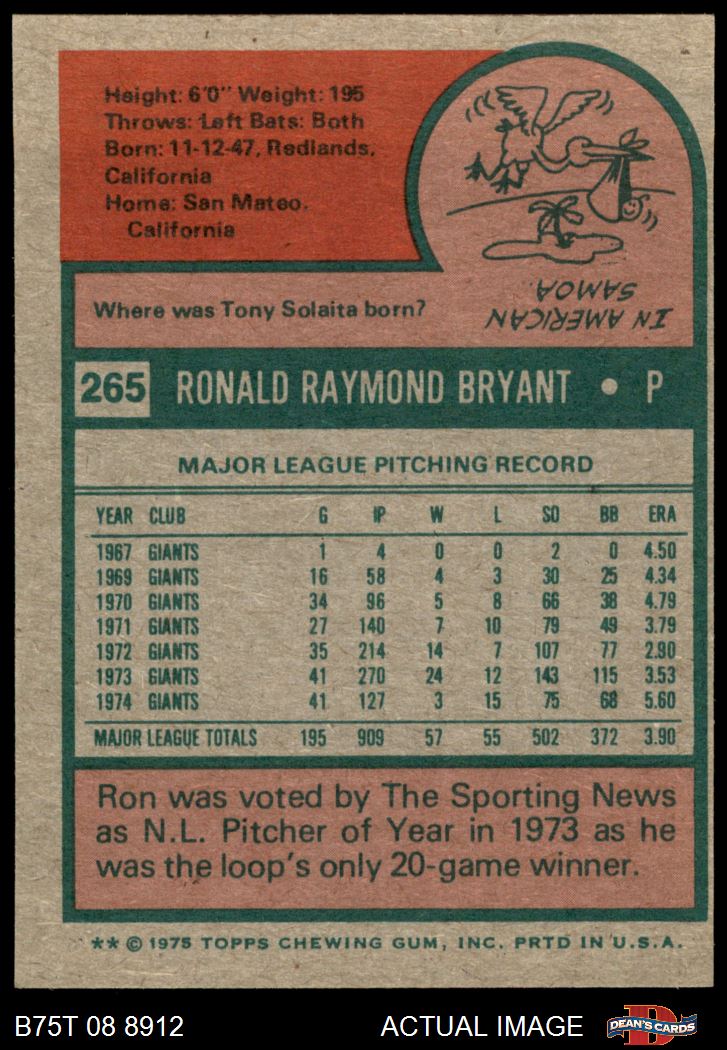 Height: 6'0" Weight: 195
Throws: Left Bats: Both
Born: 11-12-47, Redlands,
California
Home: San Mateo,
California
Where was Tony Solaita born?
IN AMERICAN
SAMOA.
265 RONALD RAYMOND BRYANT • P
MAJOR LEAGUE PITCHING RECORD
YEAR CLUB G IP W L SO BB ERA
1967 GIANTS 1 4 0 0 2 0 4.50
1969 GIANTS 16 58 4 3 30 25 4.34
1970 GIANTS 34 96 5 8 66 38 4.79
1971 GIANTS 27 140 7 10 79 49 3.79
1972 GIANTS 35 214 14 7 107 77 2.90
1973 GIANTS 41 270 24 12 143 115 3.53
1974 GIANTS 41 127 3 15 75 68 5.60
MAJOR LEAGUE TOTALS 195 909 57 55 502 372 3.90
Ron was voted by The Sporting News
as N.L. Pitcher of Year in 1973 as he
was the loop's only 20-game winner.
** © 1975 TOPPS CHEWING GUM, INC. PRTD IN U.S.A.
B75T 08 8912 ACTUAL IMAGE DEAN'S CARDS